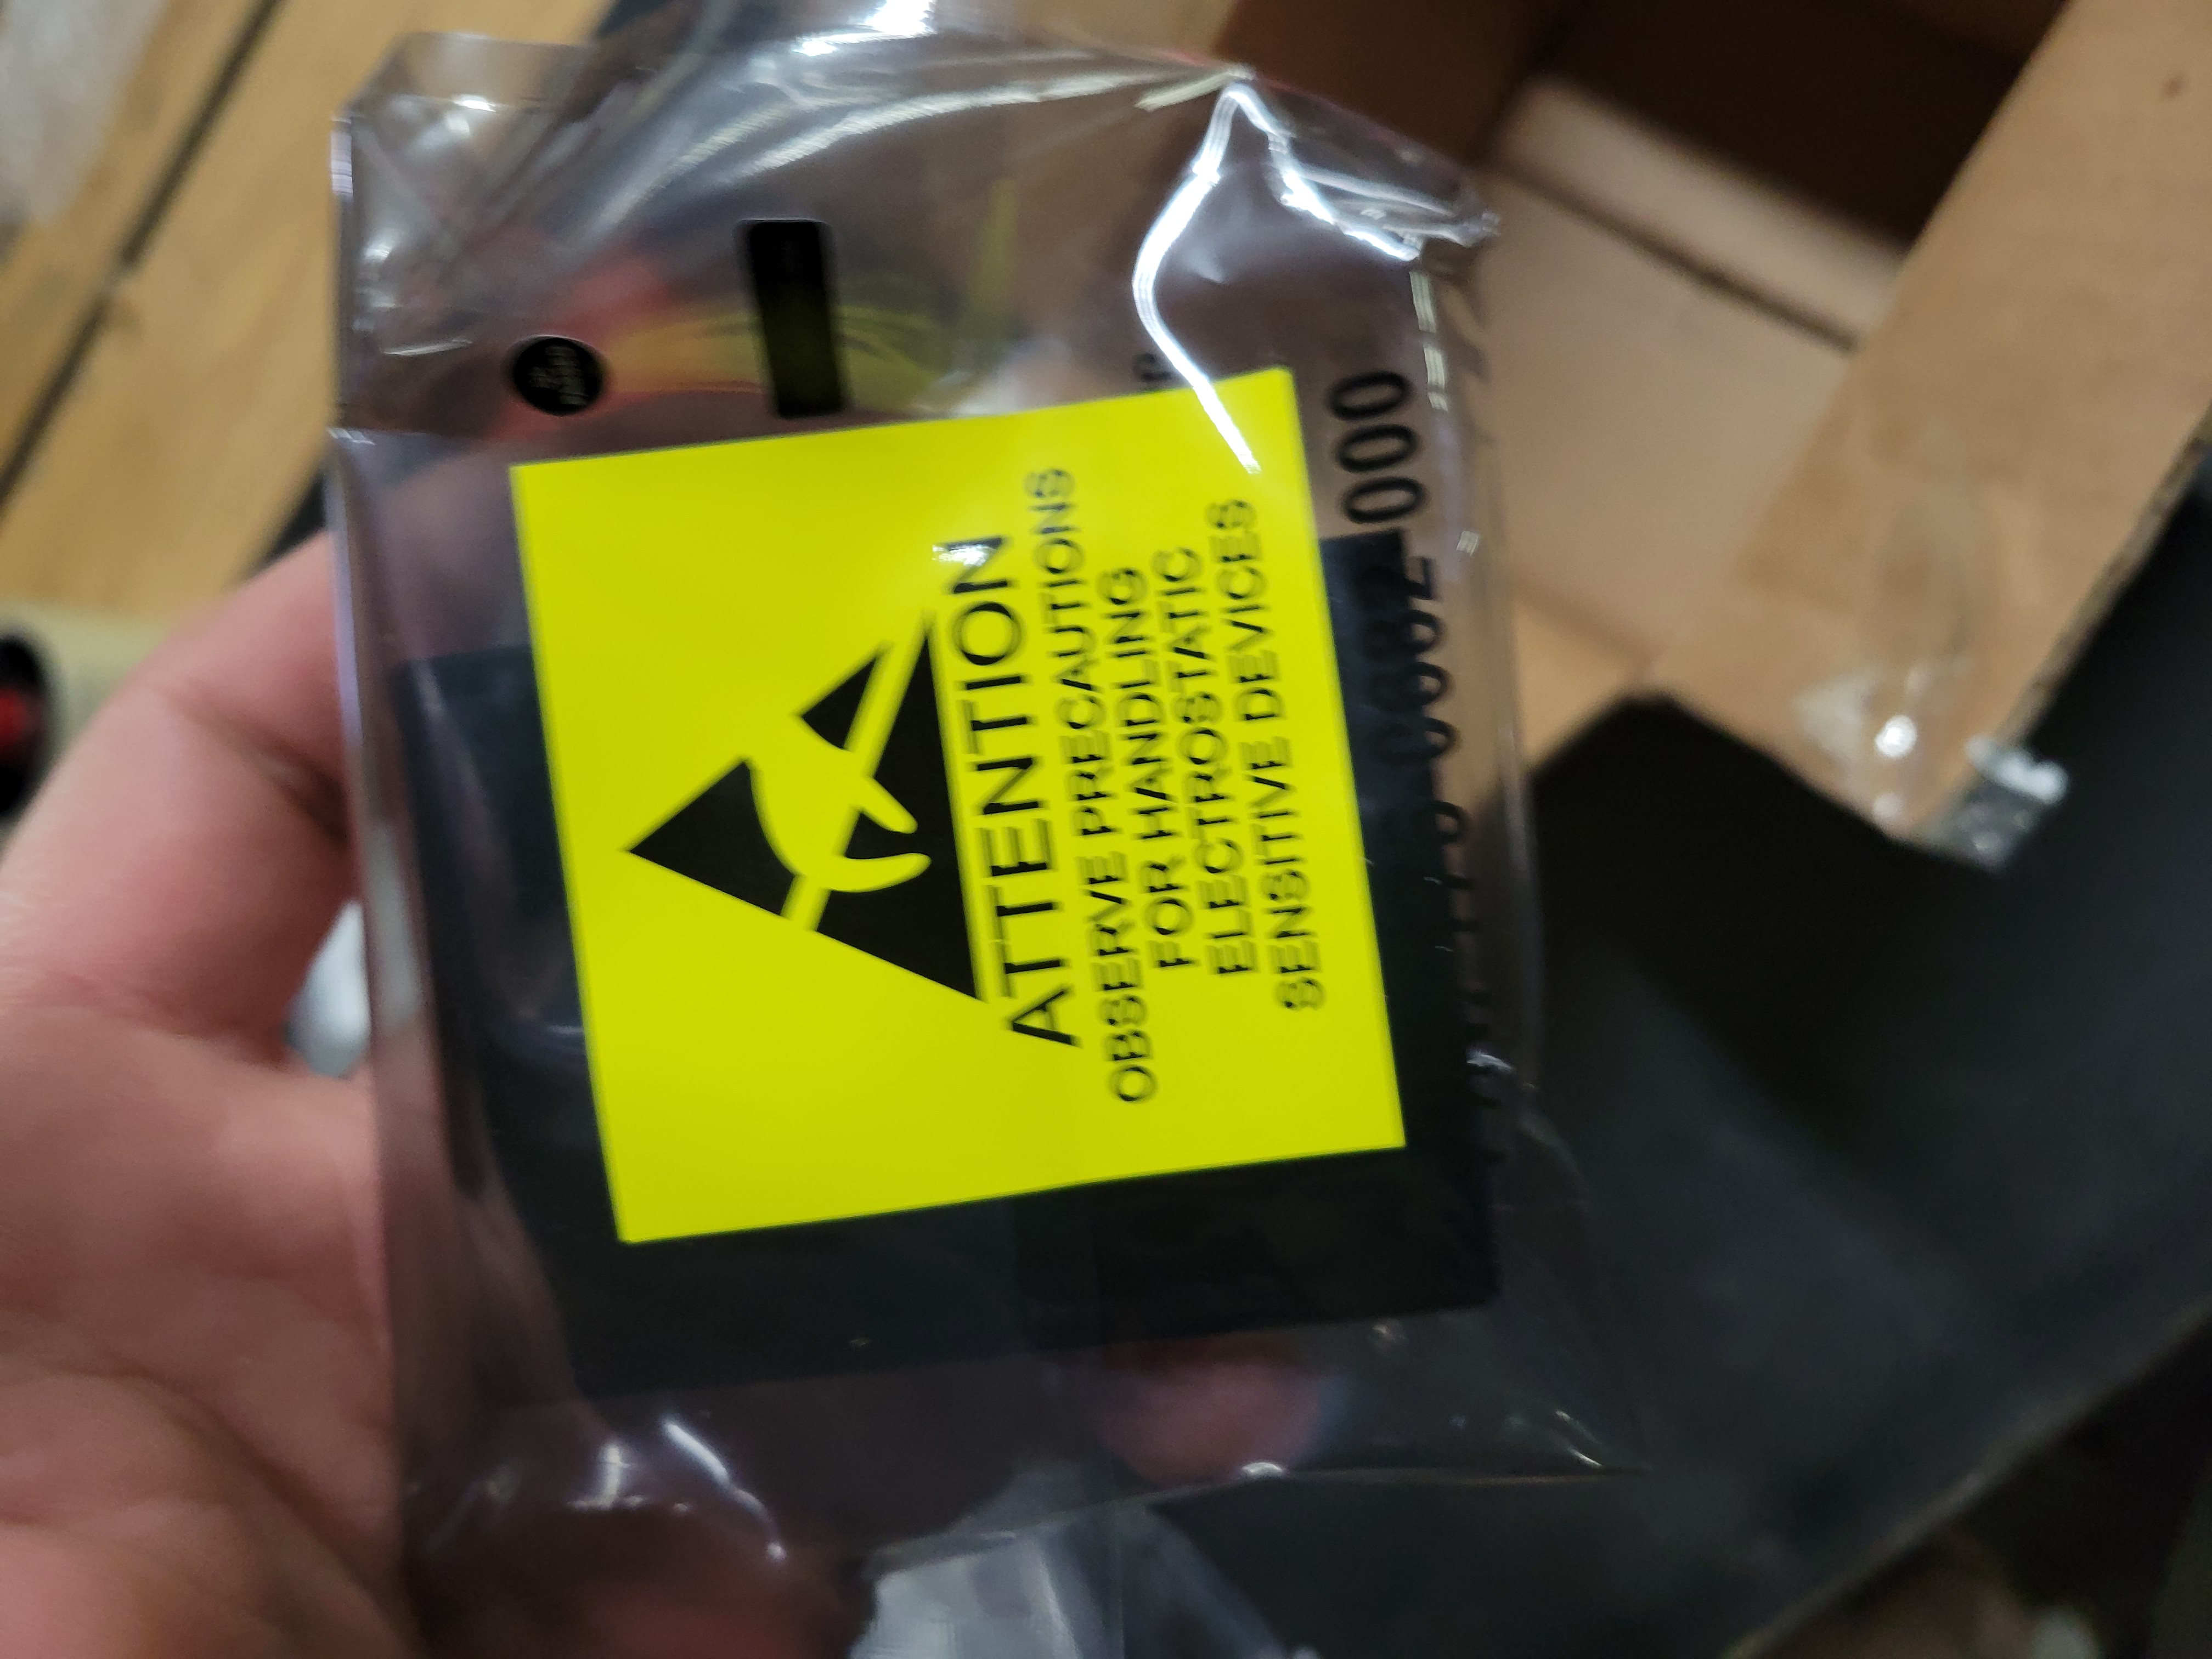 ATTENTION
OBSERVE PRECAUTIONS
FOR HANDLING
ELECTROSTATIC
SENSITIVE DEVICES